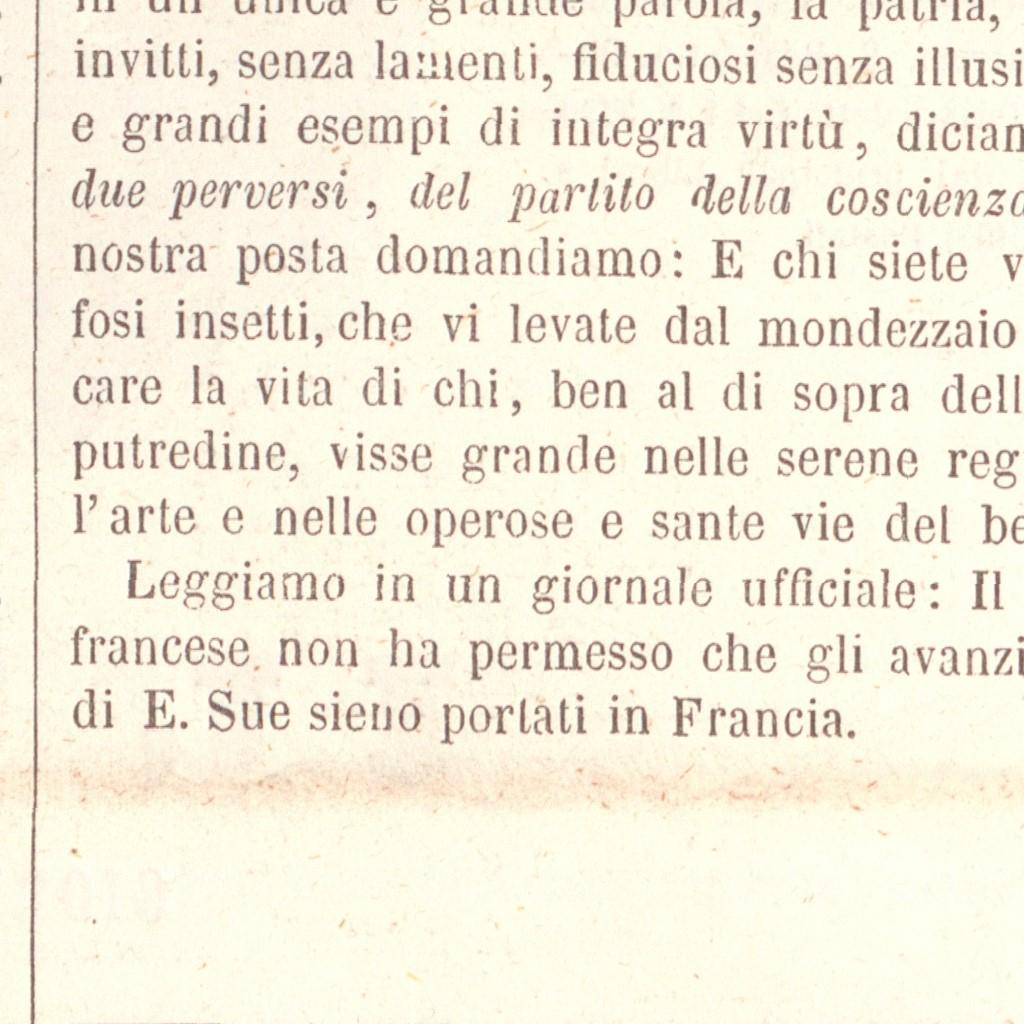 in un unica e grande parola, la patria,
invitti, senza lamenti, fiduciosi senza illusi
e grandi esempi di integra virtù, dician
due perversi, del partito della coscienza
nostra posta domandiamo: E chi siete v
fosi insetti, che vi levate dal mondezzaio
care la vita di chi, ben al di sopra dell
putredine, visse grande nelle serene reg
l'arte e nelle operose e sante vie del be
Leggiamo in un giornale ufficiale: Il
francese non ha permesso che gli avanzi
di E. Sue sieno portati in Francia.